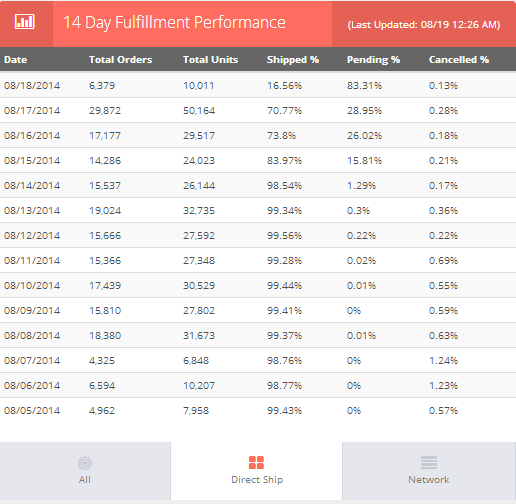 14 Day Fulfillment Performance (Last Updated: 08/19 12:26 AM)
Date Total Orders Total Units Shipped % Pending % Cancelled %
08/18/2014 6,379 10,011 16.56% 83.31% 0.13%
08/17/2014 29,872 50,164 70.77% 28.95% 0.28%
08/16/2014 17,177 29,517 73.8% 26.02% 0.18%
08/15/2014 14,286 24,023 83.97% 15.81% 0.21%
08/14/2014 15,537 26,144 98.54% 1.29% 0.17%
08/13/2014 19,024 32,735 99.34% 0.3% 0.36%
08/12/2014 15,666 27,592 99.56% 0.22% 0.22%
08/11/2014 15,366 27,348 99.28% 0.02% 0.69%
08/10/2014 17,439 30,529 99.44% 0.01% 0.55%
08/09/2014 15,810 27,802 99.41% 0% 0.59%
08/08/2014 18,380 31,673 99.37% 0.01% 0.63%
08/07/2014 4,325 6,848 98.76% 0% 1.24%
08/06/2014 6,594 10,207 98.77% 0% 1.23%
08/05/2014 4,962 7,958 99.43% 0% 0.57%
All Direct Ship Network